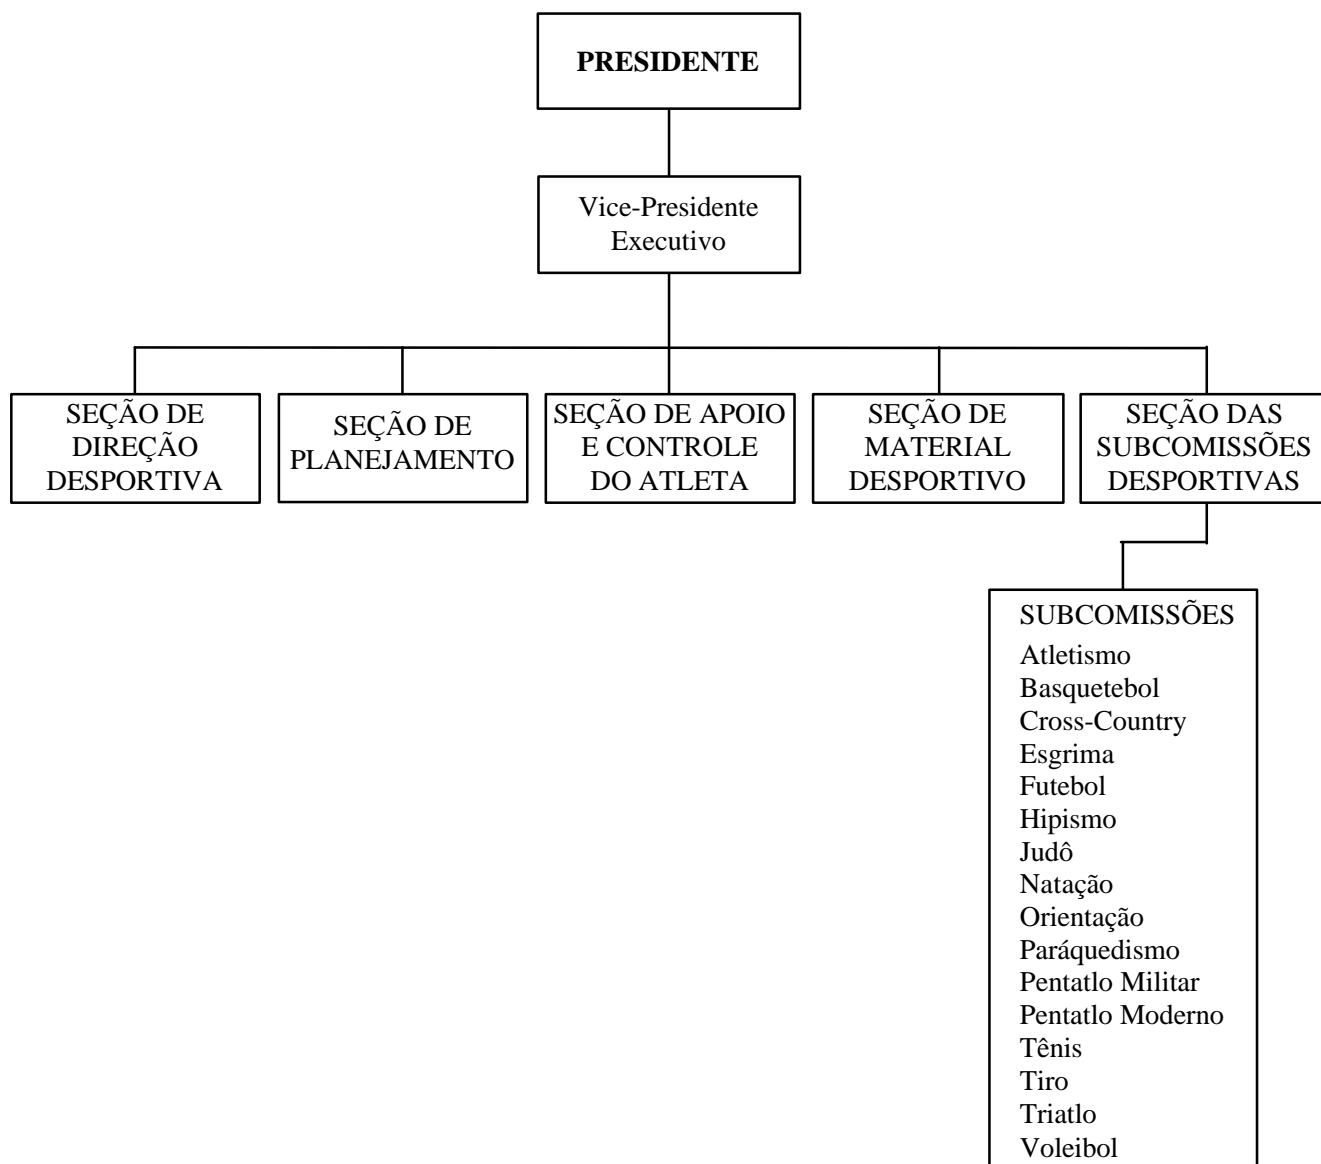 PRESIDENTE
Vice-Presidente
Executivo
SEÇÃO DE
DIREÇÃO
DESPORTIVA
SEÇÃO DE
PLANEJAMENTO
SEÇÃO DE APOIO
E CONTROLE
DO ATLETA
SEÇÃO DE
MATERIAL
DESPORTIVO
SEÇÃO DAS
SUBCOMISSÕES
DESPORTIVAS
SUBCOMISSÕES
Atletismo
Basquetebol
Cross-Country
Esgrima
Futebol
Hipismo
Judô
Natação
Orientação
Paráquedismo
Pentatlo Militar
Pentatlo Moderno
Tênis
Tiro
Triatlo
Voleibol